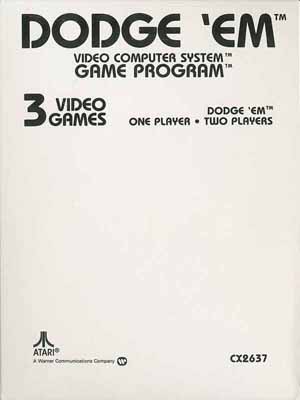 DODGE 'EM™
VIDEO COMPUTER SYSTEM™
GAME PROGRAM™
3 VIDEO GAMES
DODGE 'EM™
ONE PLAYER • TWO PLAYERS
ATARI®
A Warner Communications Company
CX2637